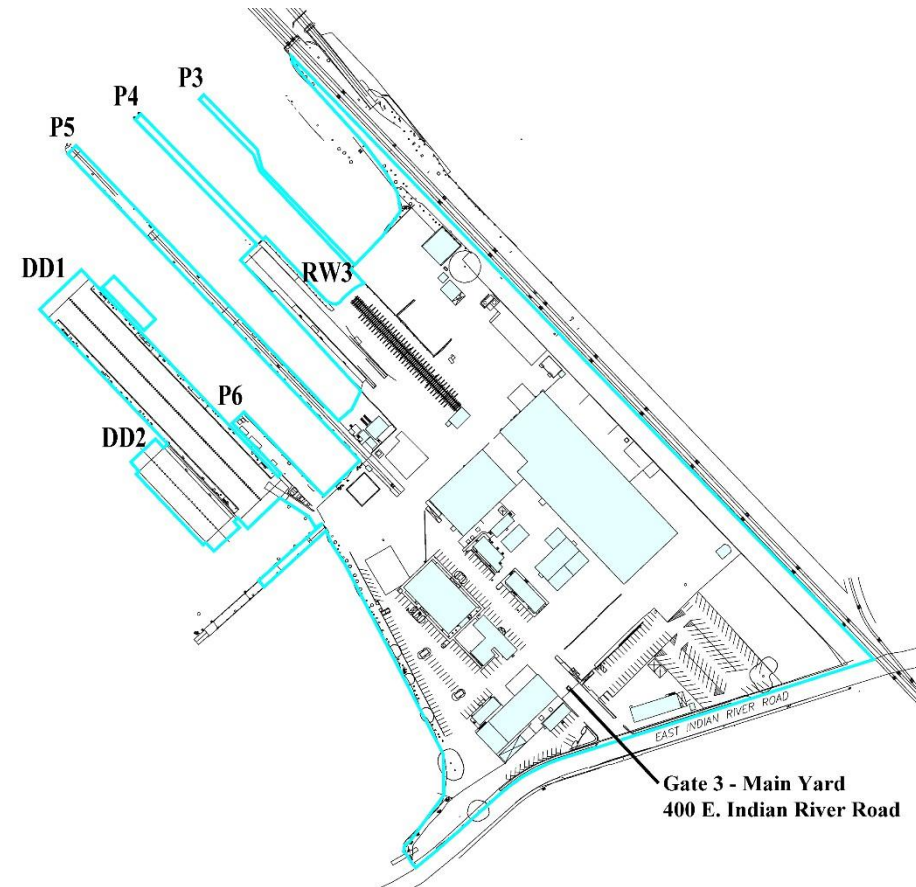 P3
P4
P5
DD1
RW3
P6
DD2
EAST INDIAN RIVER ROAD
Gate 3 - Main Yard
400 E. Indian River Road